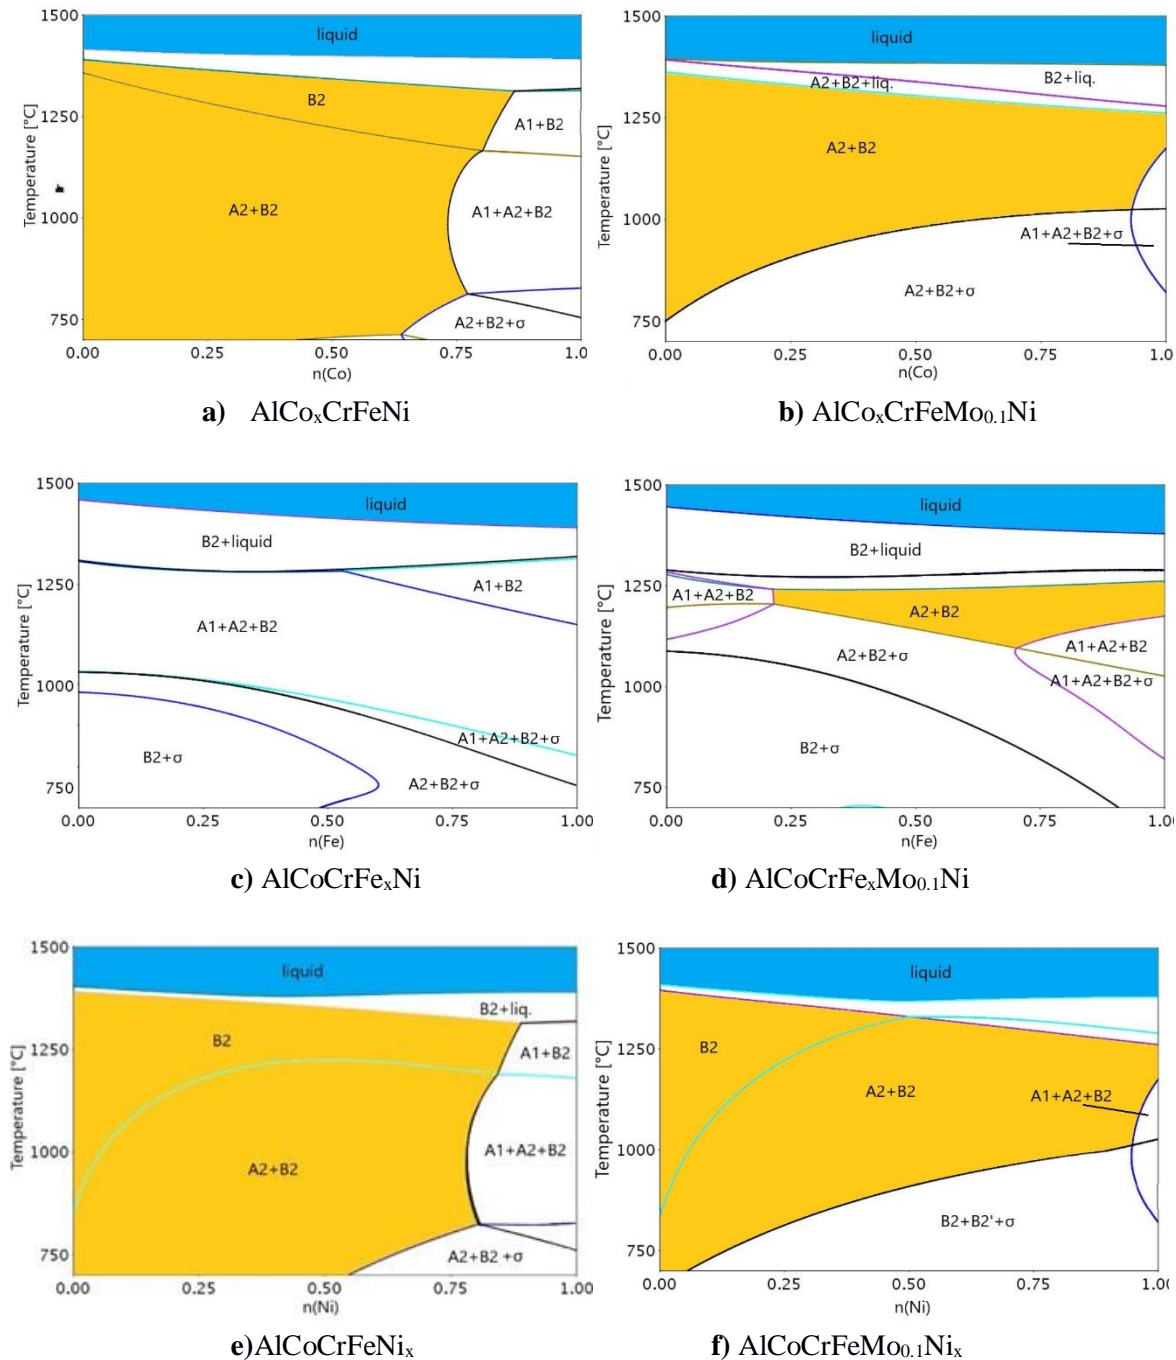 1500
liquid
B2
1250
A1+B2
Temperature [°C]
A2+B2
A1+A2+B2
1000
750
A2+B2+σ
0.00 0.25 0.50 0.75 1.0
n(Co)
a) AlCoₓCrFeNi
1500
liquid
B2+liq.
A2+B2+liq.
1250
A2+B2
Temperature [°C]
1000
A1+A2+B2+σ
A2+B2+σ
750
0.00 0.25 0.50 0.75 1.0
n(Co)
b) AlCoₓCrFeMo₀.₁Ni
1500
liquid
B2+liquid
1250
A1+B2
A1+A2+B2
Temperature [°C]
1000
A1+A2+B2+σ
B2+σ
A2+B2+σ
750
0.00 0.25 0.50 0.75 1.00
n(Fe)
c) AlCoCrFeₓNi
1500
liquid
B2+liquid
1250
A1+A2+B2
A2+B2
Temperature [°C]
A2+B2+σ
A1+A2+B2
A1+A2+B2+σ
1000
B2+σ
750
0.00 0.25 0.50 0.75 1.00
n(Fe)
d) AlCoCrFeₓMo₀.₁Ni
1500
liquid
B2+liq.
B2
1250
A1+B2
Temperature [°C]
A2+B2
A1+A2+B2
1000
750
A2+B2 +σ
0.00 0.25 0.50 0.75 1.00
n(Ni)
e)AlCoCrFeNiₓ
1500
liquid
1250
B2
A2+B2
A1+A2+B2
Temperature [°C]
1000
B2+B2'+σ
750
0.00 0.25 0.50 0.75 1.00
n(Ni)
f) AlCoCrFeMo₀.₁Niₓ